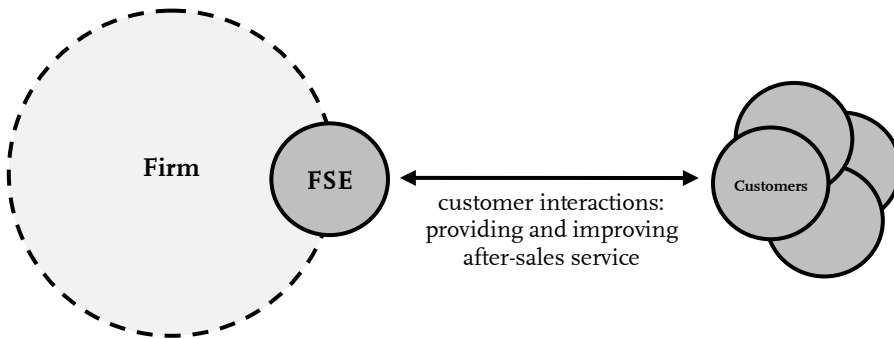 Firm
FSE
customer interactions:
providing and improving
after-sales service
Customers